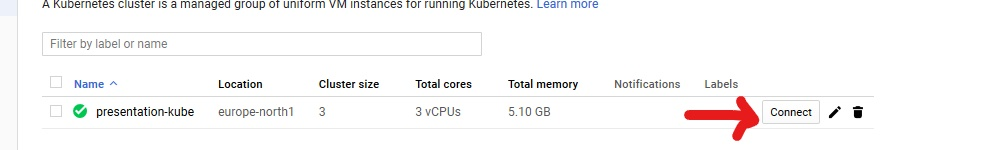 A Kubernetes cluster is a managed group of uniform VM instances for running Kubernetes. Learn more
Filter by label or name
Name Location Cluster size Total cores Total memory Notifications Labels
presentation-kube europe-north1 3 3 vCPUs 5.10 GB Connect